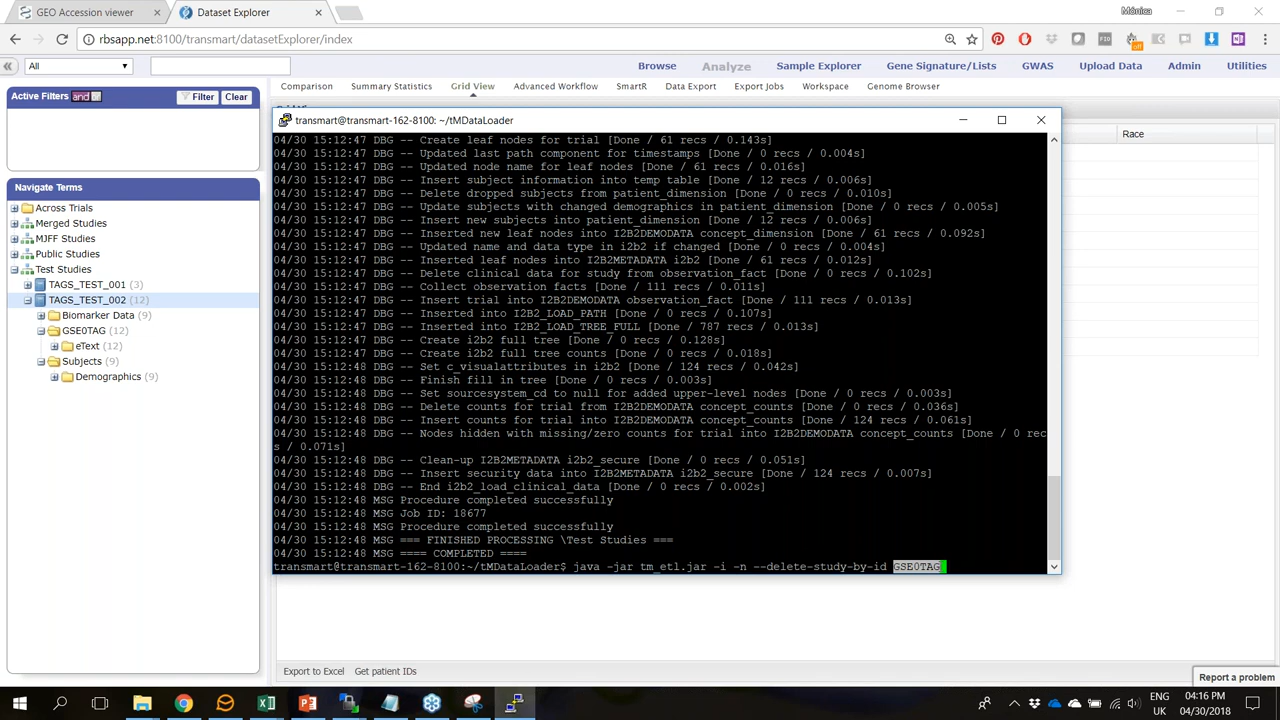 GEO Accession viewer
Dataset Explorer
Mónica
rbsapp.net:8100/transmart/datasetExplorer/index
All
Browse
Analyze
Sample Explorer
Gene Signature/Lists
GWAS
Upload Data
Admin
Utilities
Active Filters and
Filter
Clear
Comparison
Summary Statistics
Grid View
Advanced Workflow
SmartR
Data Export
Export Jobs
Workspace
Genome Browser
Race
Navigate Terms
Across Trials
Merged Studies
MJFF Studies
Public Studies
Test Studies
TAGS_TEST_001 (3)
TAGS_TEST_002 (12)
Biomarker Data (9)
GSE0TAG (12)
eText (12)
Subjects (9)
Demographics (9)
transmart@transmart-162-8100: ~/tMDataLoader
04/30 15:12:47 DBG -- Create leaf nodes for trial [Done / 61 recs / 0.143s]
04/30 15:12:47 DBG -- Updated last path component for timestamps [Done / 0 recs / 0.004s]
04/30 15:12:47 DBG -- Updated node name for leaf nodes [Done / 61 recs / 0.016s]
04/30 15:12:47 DBG -- Insert subject information into temp table [Done / 12 recs / 0.006s]
04/30 15:12:47 DBG -- Delete dropped subjects from patient_dimension [Done / 0 recs / 0.010s]
04/30 15:12:47 DBG -- Update subjects with changed demographics in patient_dimension [Done / 0 recs / 0.005s]
04/30 15:12:47 DBG -- Insert new subjects into patient_dimension [Done / 12 recs / 0.006s]
04/30 15:12:47 DBG -- Inserted new leaf nodes into I2B2DEMODATA concept_dimension [Done / 61 recs / 0.092s]
04/30 15:12:47 DBG -- Updated name and data type in i2b2 if changed [Done / 0 recs / 0.004s]
04/30 15:12:47 DBG -- Inserted leaf nodes into I2B2METADATA i2b2 [Done / 61 recs / 0.012s]
04/30 15:12:47 DBG -- Delete clinical data for study from observation_fact [Done / 0 recs / 0.102s]
04/30 15:12:47 DBG -- Collect observation facts [Done / 111 recs / 0.011s]
04/30 15:12:47 DBG -- Insert trial into I2B2DEMODATA observation_fact [Done / 111 recs / 0.013s]
04/30 15:12:47 DBG -- Inserted into I2B2_LOAD_PATH [Done / 0 recs / 0.107s]
04/30 15:12:47 DBG -- Inserted into I2B2_LOAD_TREE_FULL [Done / 787 recs / 0.013s]
04/30 15:12:48 DBG -- Create i2b2 full tree [Done / 0 recs / 0.128s]
04/30 15:12:48 DBG -- Create i2b2 full tree counts [Done / 0 recs / 0.018s]
04/30 15:12:48 DBG -- Set c_visualattributes in i2b2 [Done / 124 recs / 0.042s]
04/30 15:12:48 DBG -- Finish fill in tree [Done / 0 recs / 0.003s]
04/30 15:12:48 DBG -- Set sourcesystem_cd to null for added upper-level nodes [Done / 0 recs / 0.003s]
04/30 15:12:48 DBG -- Delete counts for trial from I2B2DEMODATA concept_counts [Done / 0 recs / 0.036s]
04/30 15:12:48 DBG -- Insert counts for trial into I2B2DEMODATA concept_counts [Done / 124 recs / 0.061s]
04/30 15:12:48 DBG -- Nodes hidden with missing/zero counts for trial into I2B2DEMODATA concept_counts [Done / 0 rec
s / 0.071s]
04/30 15:12:48 DBG -- Clean-up I2B2METADATA i2b2_secure [Done / 0 recs / 0.051s]
04/30 15:12:48 DBG -- Insert security data into I2B2METADATA i2b2_secure [Done / 124 recs / 0.007s]
04/30 15:12:48 DBG -- End i2b2_load_clinical_data [Done / 0 recs / 0.002s]
04/30 15:12:48 MSG Procedure completed successfully
04/30 15:12:48 MSG Job ID: 18677
04/30 15:12:48 MSG Procedure completed successfully
04/30 15:12:48 MSG === FINISHED PROCESSING \Test Studies ===
04/30 15:12:48 MSG ==== COMPLETED ====
transmart@transmart-162-8100:~/tMDataLoader$ java -jar tm_etl.jar -i -n --delete-study-by-id GSE0TAG
Export to Excel
Get patient IDs
Report a problem
ENG
UK
04:16 PM
04/30/2018